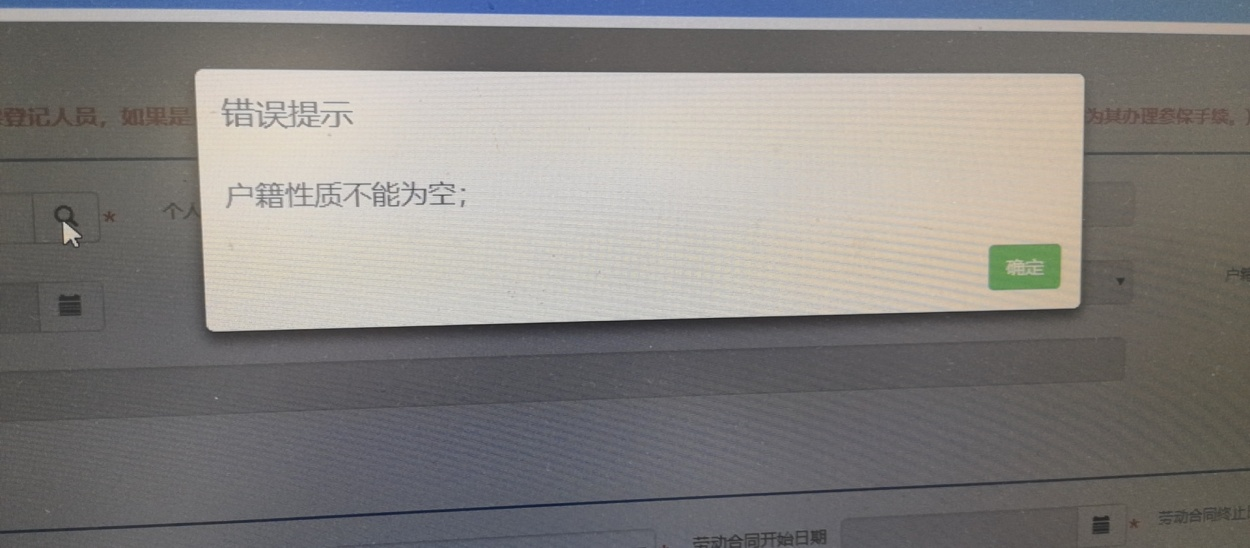 登记人员，如果是
为其办理参保手续。
错误提示
户籍性质不能为空；
*
个人
确定
户籍
劳动合同开始日期
*
劳动合同终止